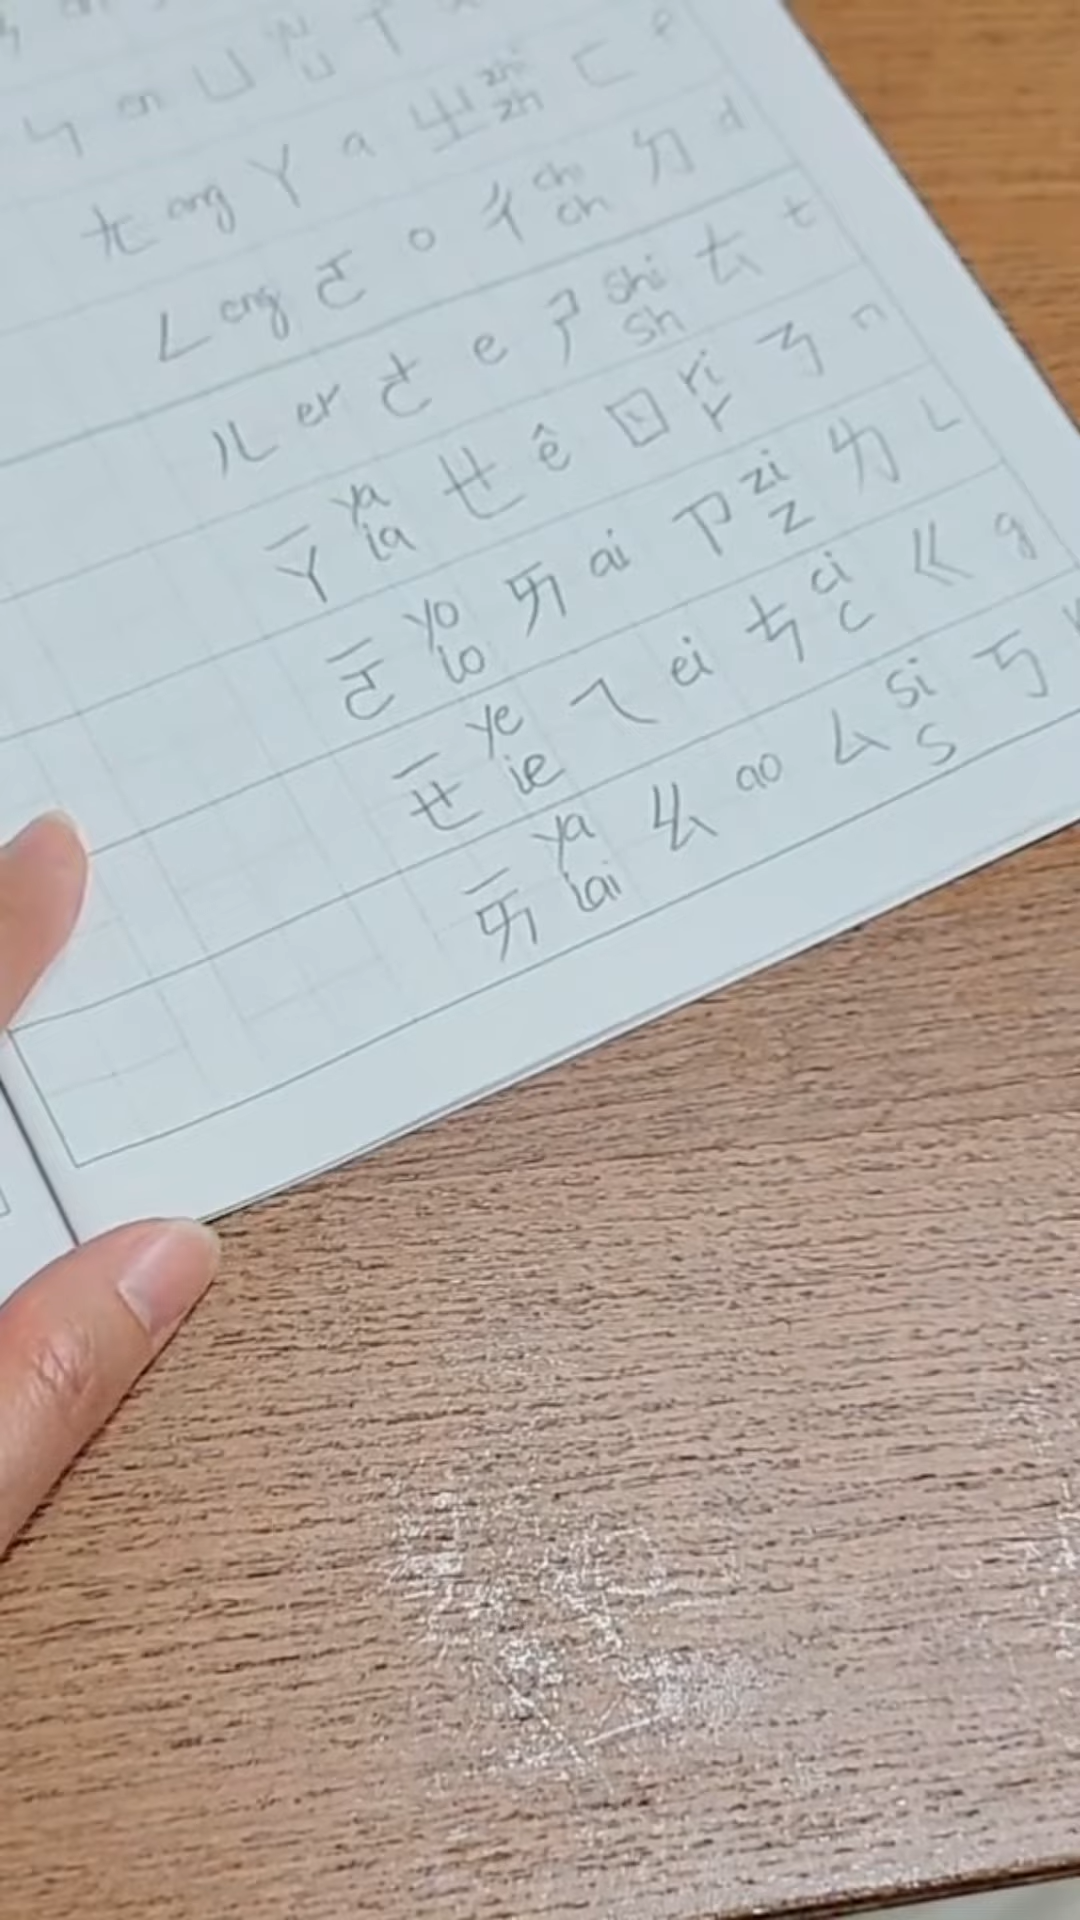 ㄣ en ㄩ yu u ㄒ
ㄤ ang ㄚ a ㄓ zhi zh ㄈ f
ㄥ eng ㄛ o ㄔ chi ch ㄉ d
ㄦ er ㄜ e ㄕ shi sh ㄊ t
ㄧㄚ ya ia ㄝ ê ㄖ ri r ㄋ n
ㄧㄛ yo io ㄞ ai ㄗ zi z ㄌ L
ㄧㄝ ye ie ㄟ ei ㄘ ci c ㄍ g
ㄧㄞ ya iai ㄠ ao ㄙ si s ㄎ